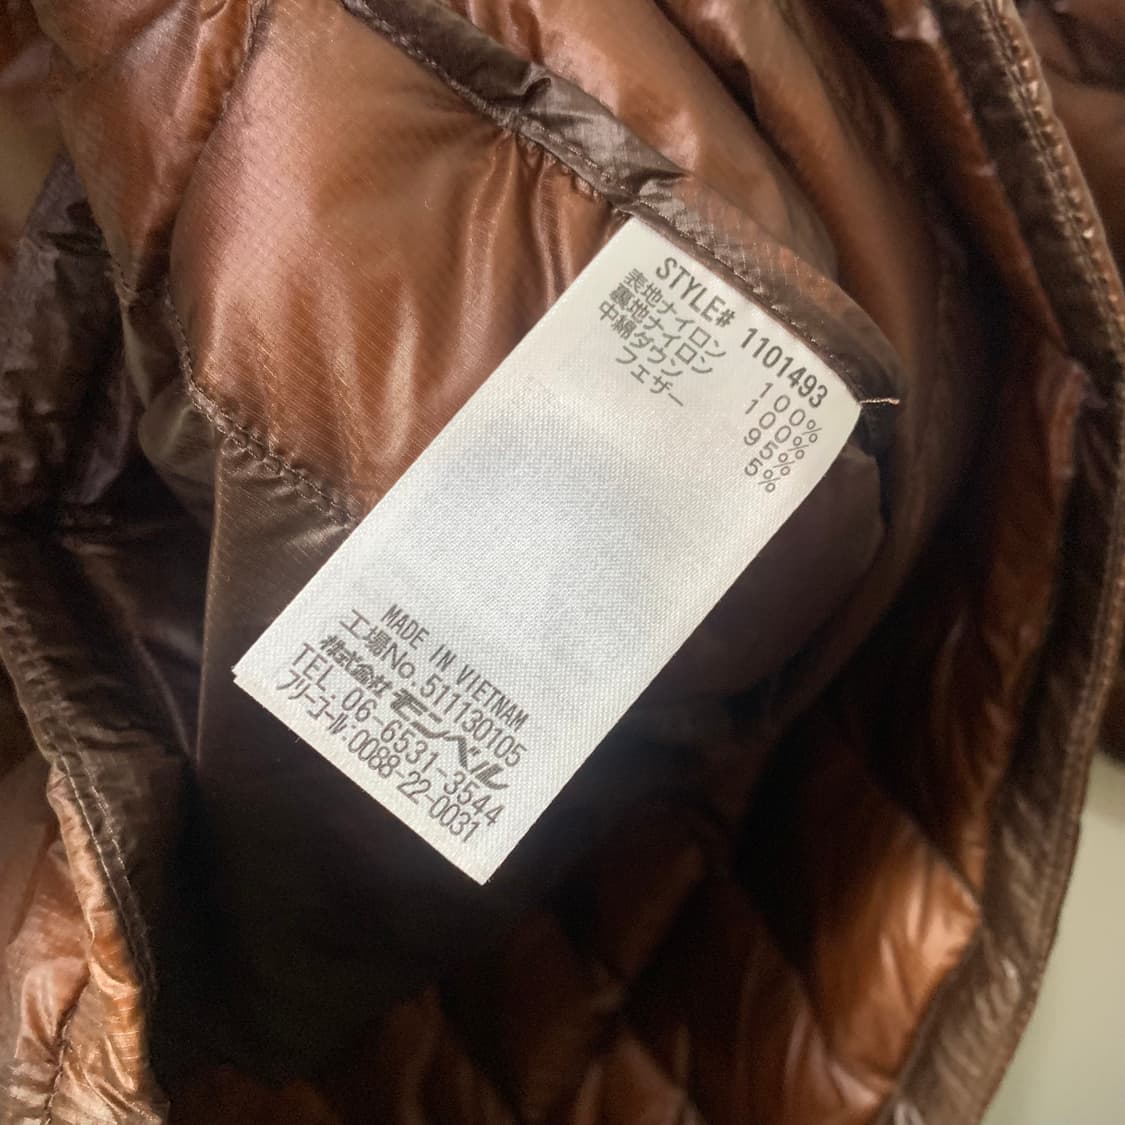 STYLE# 1101493
表地ナイロン 100%
裏地ナイロン 100%
中綿ダウン 95%
フェザー 5%
MADE IN VIETNAM
工場No.511130105
株式会社 モンベル
TEL:06-6531-3544
フリーコール:0088-22-0031